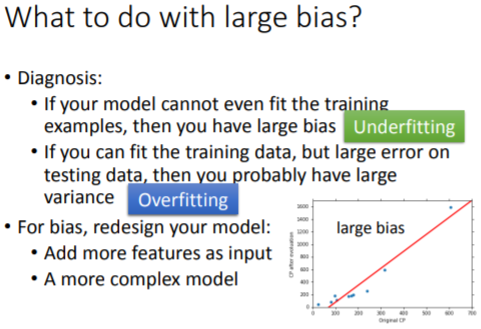 What to do with large bias?
• Diagnosis:
• If your model cannot even fit the training
examples, then you have large bias Underfitting
• If you can fit the training data, but large error on
testing data, then you probably have large
variance Overfitting
• For bias, redesign your model:
• Add more features as input
• A more complex model
large bias
CP after evaluation
1600
1400
1200
1000
800
600
400
200
0
0 100 200 300 400 500 600 700
Original CP